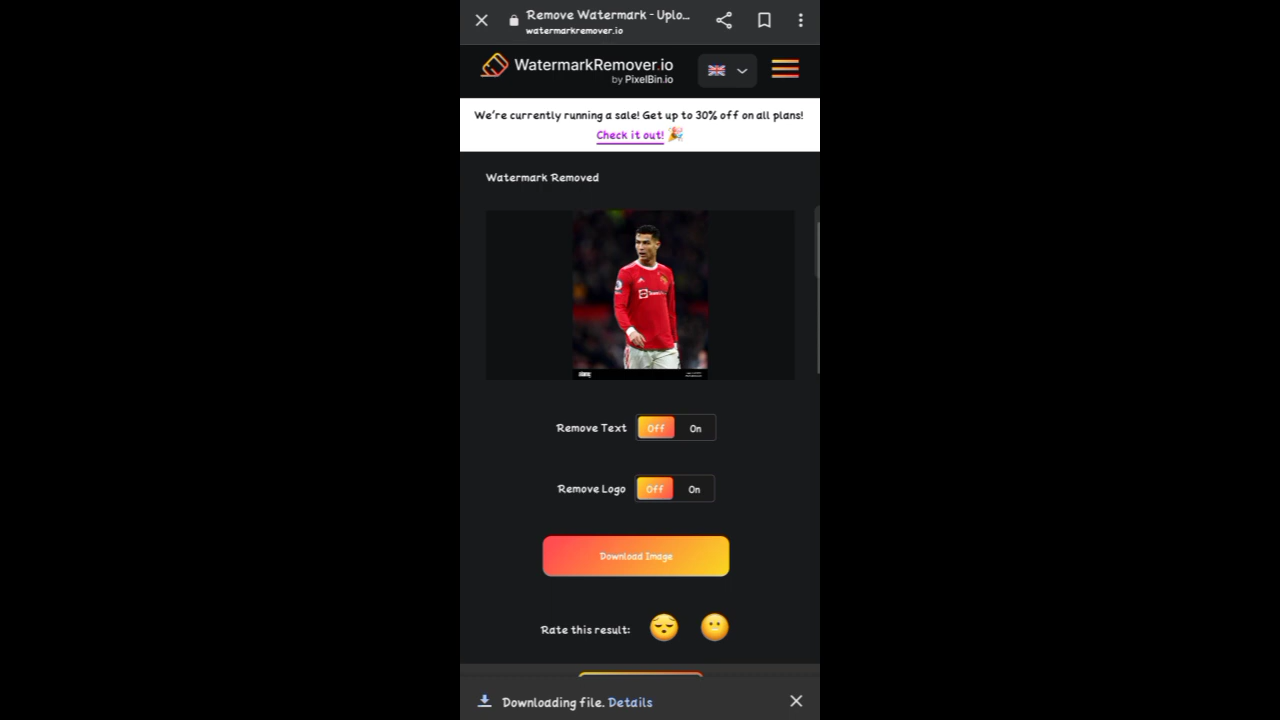 Remove Watermark - Uplo...
watermarkremover.io
WatermarkRemover.io
by PixelBin.io
We're currently running a sale! Get up to 30% off on all plans!
Check it out!
Watermark Removed
Remove Text Off On
Remove Logo Off On
Download Image
Rate this result:
Downloading file. Details